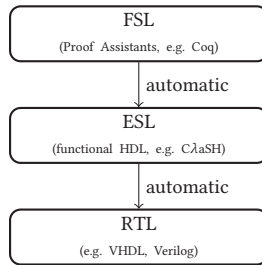 FSL
(Proof Assistants, e.g. Coq)
automatic
ESL
(functional HDL, e.g. CλaSH)
automatic
RTL
(e.g. VHDL, Verilog)